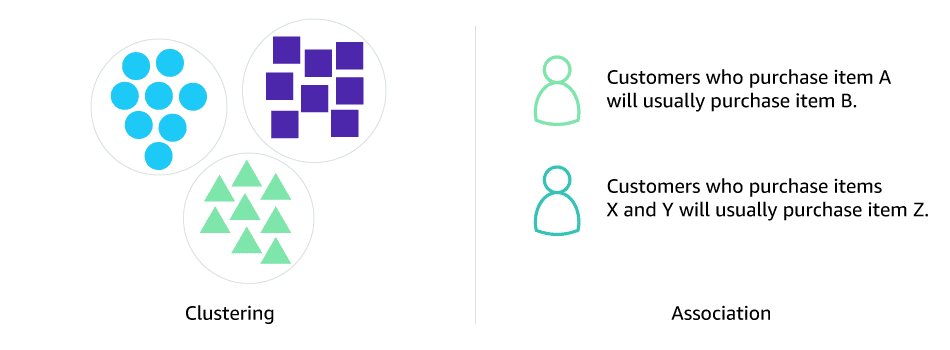 Customers who purchase item A
will usually purchase item B.
Customers who purchase items
X and Y will usually purchase item Z.
Clustering
Association